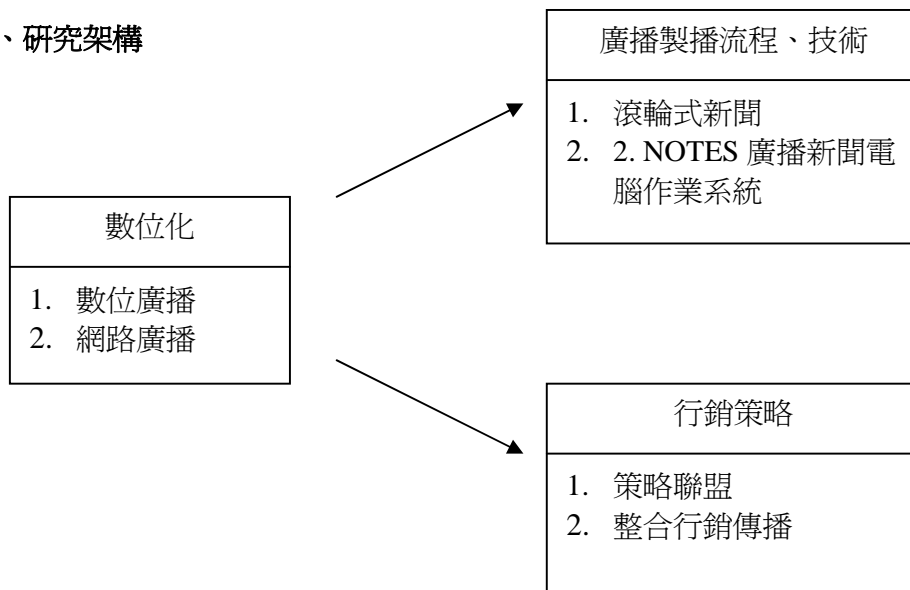 、研究架構
廣播製播流程、技術
1. 滾輪式新聞
2. 2. NOTES 廣播新聞電
腦作業系統
數位化
1. 數位廣播
2. 網路廣播
行銷策略
1. 策略聯盟
2. 整合行銷傳播